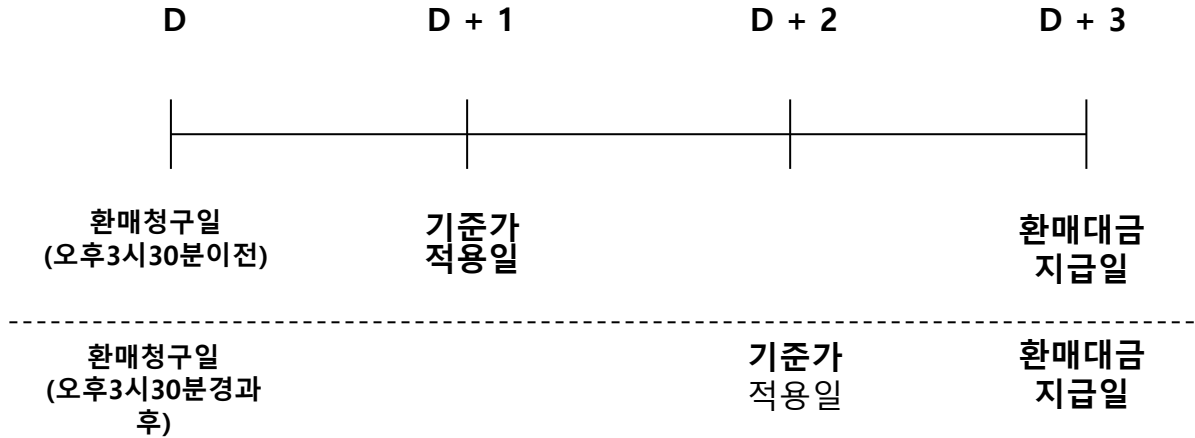 D D + 1 D + 2 D + 3
환매청구일
(오후3시30분이전)
기준가
적용일
환매대금
지급일
환매청구일
(오후3시30분경과
후)
기준가
적용일
환매대금
지급일